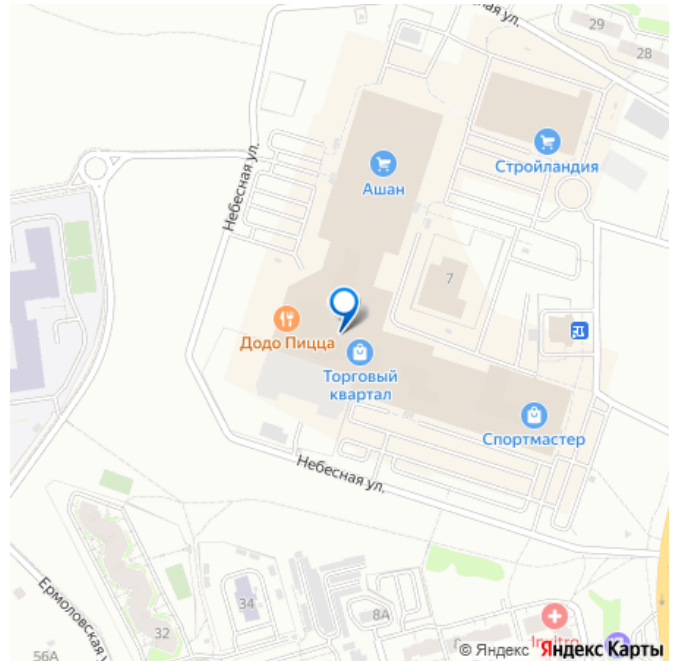 ная ул.
29
28
Стройландия
Ашан
Небесная ул.
7
Додо Пицца
Торговый
квартал
Спортмастер
Небесная ул.
Ермоловская у
34
32
8А
56А
© Яндекс Яндекс Карты